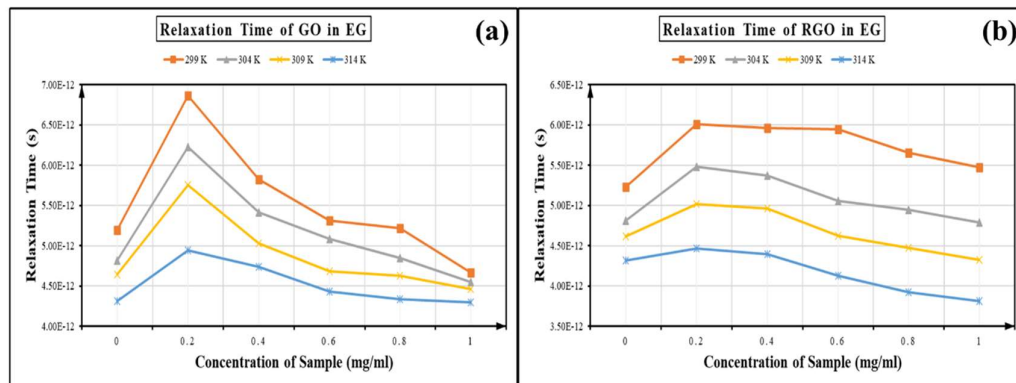 Relaxation Time of GO in EG
(a)
299 K 304 K 309 K 314 K
7.00E-12
6.50E-12
6.00E-12
5.50E-12
5.00E-12
4.50E-12
4.00E-12
Relaxation Time (s)
0 0.2 0.4 0.6 0.8 1
Concentration of Sample (mg/ml)
Relaxation Time of RGO in EG
(b)
299 K 304 K 309 K 314 K
6.50E-12
6.00E-12
5.50E-12
5.00E-12
4.50E-12
4.00E-12
3.50E-12
Relaxation Time (s)
0 0.2 0.4 0.6 0.8 1
Concentration of Sample (mg/ml)